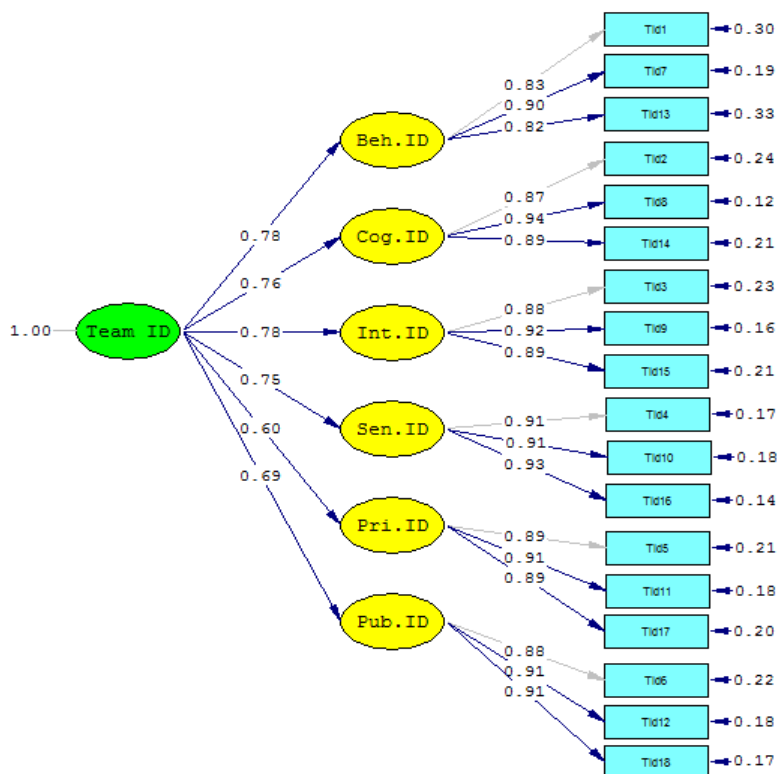 TId1 0.30
0.83 TId7 0.19
0.90
Beh.ID 0.82 TId13 0.33
TId2 0.24
0.87
0.78 Cog.ID 0.94 TId8 0.12
0.89 TId14 0.21
0.76
0.88 TId3 0.23
1.00 Team ID 0.78 Int.ID 0.92 TId9 0.16
0.89 TId15 0.21
0.75
0.91 TId4 0.17
0.60 Sen.ID 0.91 TId10 0.18
0.93
0.69 TId16 0.14
Pri.ID 0.89 TId5 0.21
0.91
0.89 TId11 0.18
Pub.ID TId17 0.20
0.88
0.91 TId6 0.22
0.91
TId12 0.18
TId18 0.17